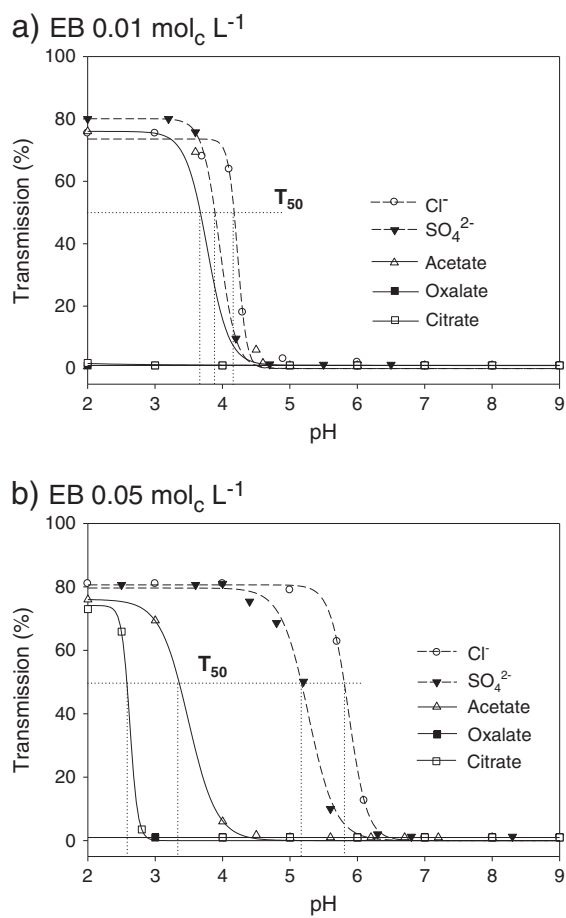 a) EB 0.01 mol_c L⁻¹
100
80
60
40
20
0
Transmission (%)
T₅₀
Cl⁻
SO₄²⁻
Acetate
Oxalate
Citrate
2 3 4 5 6 7 8 9
pH
b) EB 0.05 mol_c L⁻¹
100
80
60
40
20
0
Transmission (%)
T₅₀
Cl⁻
SO₄²⁻
Acetate
Oxalate
Citrate
2 3 4 5 6 7 8 9
pH